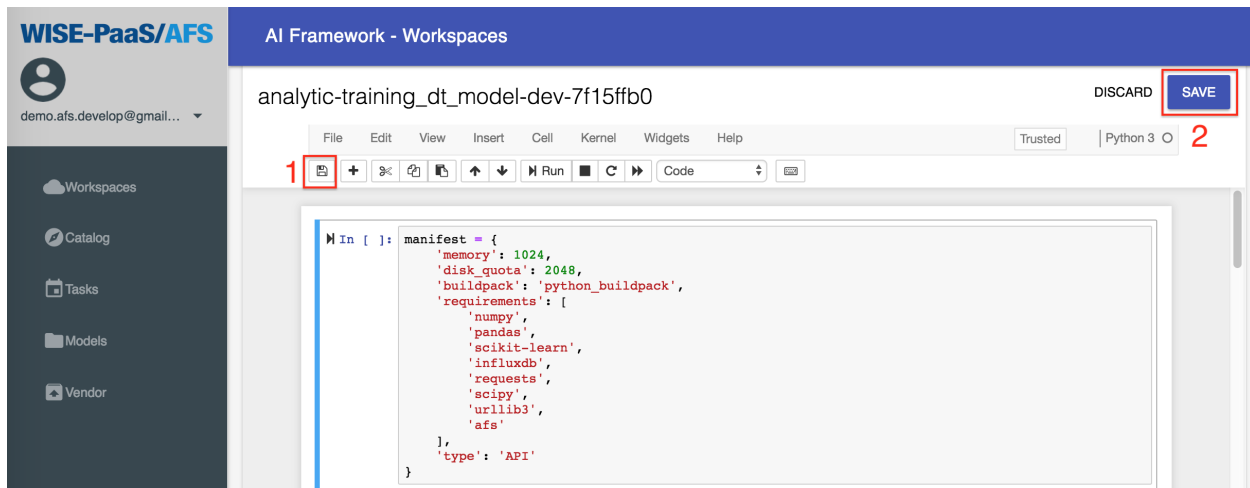 WISE-PaaS/AFS
AI Framework - Workspaces
demo.afs.develop@gmail...
analytic-training_dt_model-dev-7f15ffb0
DISCARD
SAVE
2
File Edit View Insert Cell Kernel Widgets Help
Trusted
Python 3
1
Run
Code
Workspaces
Catalog
Tasks
Models
Vendor
In [ ]: manifest = {
'memory': 1024,
'disk_quota': 2048,
'buildpack': 'python_buildpack',
'requirements': [
'numpy',
'pandas',
'scikit-learn',
'influxdb',
'requests',
'scipy',
'urllib3',
'afs'
],
'type': 'API'
}